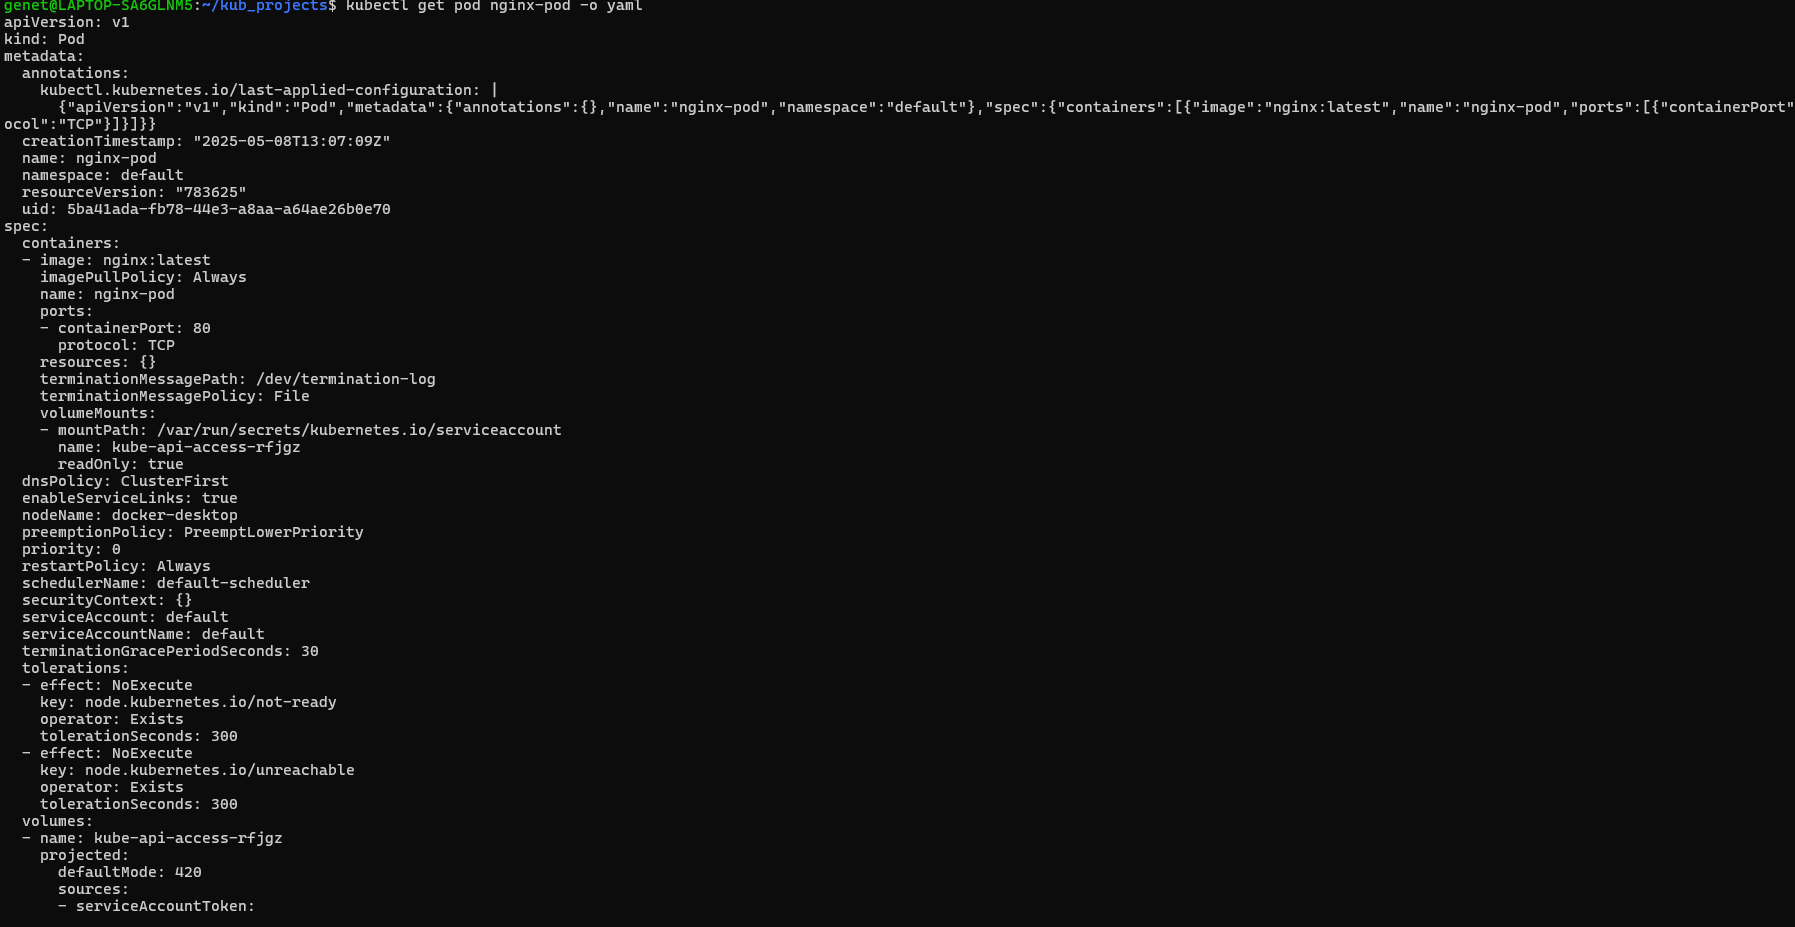 genet@LAPTOP-SA6GLNM5:~/kub_projects$ kubectl get pod nginx-pod -o yaml
apiVersion: v1
kind: Pod
metadata:
  annotations:
    kubectl.kubernetes.io/last-applied-configuration: |
      {"apiVersion":"v1","kind":"Pod","metadata":{"annotations":{},"name":"nginx-pod","namespace":"default"},"spec":{"containers":[{"image":"nginx:latest","name":"nginx-pod","ports":[{"containerPort"
ocol":"TCP"}]}]}}
  creationTimestamp: "2025-05-08T13:07:09Z"
  name: nginx-pod
  namespace: default
  resourceVersion: "783625"
  uid: 5ba41ada-fb78-44e3-a8aa-a64ae26b0e70
spec:
  containers:
  - image: nginx:latest
    imagePullPolicy: Always
    name: nginx-pod
    ports:
    - containerPort: 80
      protocol: TCP
    resources: {}
    terminationMessagePath: /dev/termination-log
    terminationMessagePolicy: File
    volumeMounts:
    - mountPath: /var/run/secrets/kubernetes.io/serviceaccount
      name: kube-api-access-rfjgz
      readOnly: true
  dnsPolicy: ClusterFirst
  enableServiceLinks: true
  nodeName: docker-desktop
  preemptionPolicy: PreemptLowerPriority
  priority: 0
  restartPolicy: Always
  schedulerName: default-scheduler
  securityContext: {}
  serviceAccount: default
  serviceAccountName: default
  terminationGracePeriodSeconds: 30
  tolerations:
  - effect: NoExecute
    key: node.kubernetes.io/not-ready
    operator: Exists
    tolerationSeconds: 300
  - effect: NoExecute
    key: node.kubernetes.io/unreachable
    operator: Exists
    tolerationSeconds: 300
  volumes:
  - name: kube-api-access-rfjgz
    projected:
      defaultMode: 420
      sources:
      - serviceAccountToken: